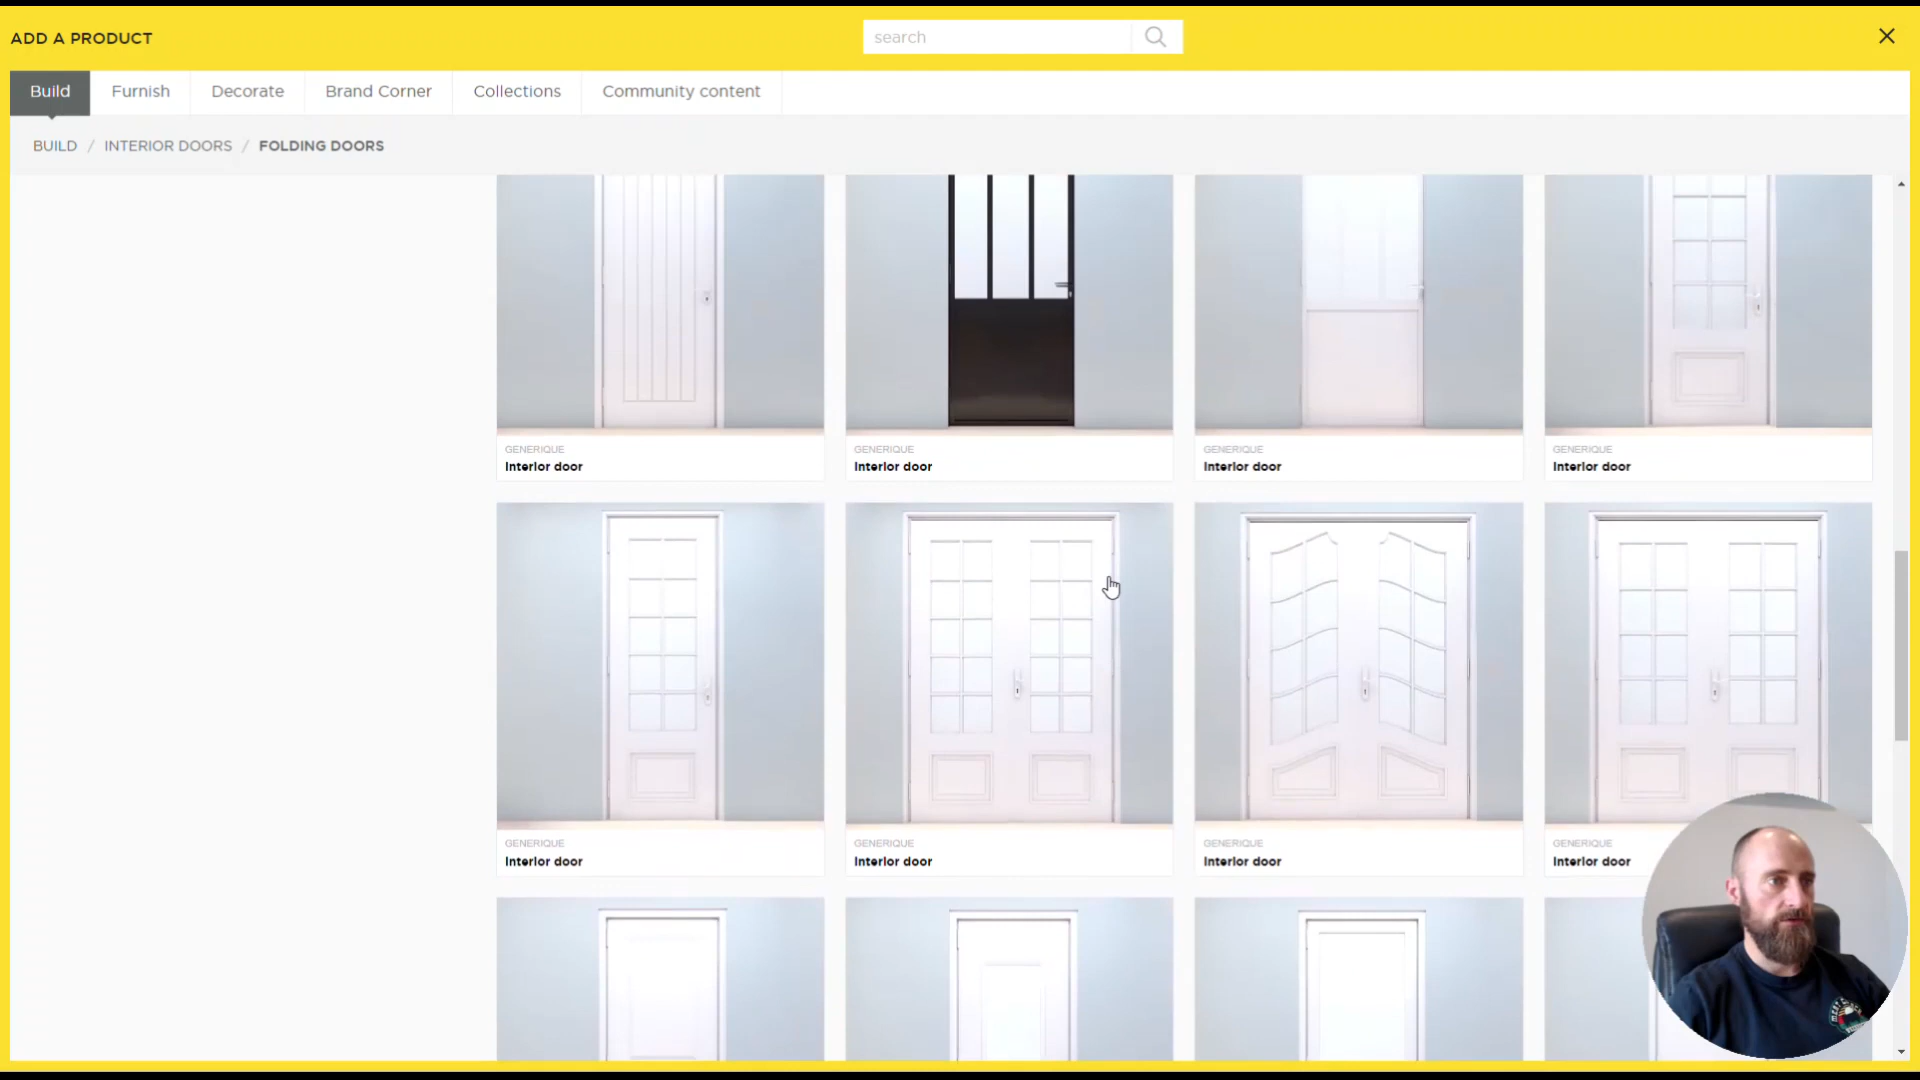 ADD A PRODUCT
search
Build
Furnish
Decorate
Brand Corner
Collections
Community content
BUILD / INTERIOR DOORS / FOLDING DOORS
GENERIQUE
Interior door
GENERIQUE
Interior door
GENERIQUE
Interior door
GENERIQUE
Interior door
GENERIQUE
Interior door
GENERIQUE
Interior door
GENERIQUE
Interior door
GENERIQUE
Interior door